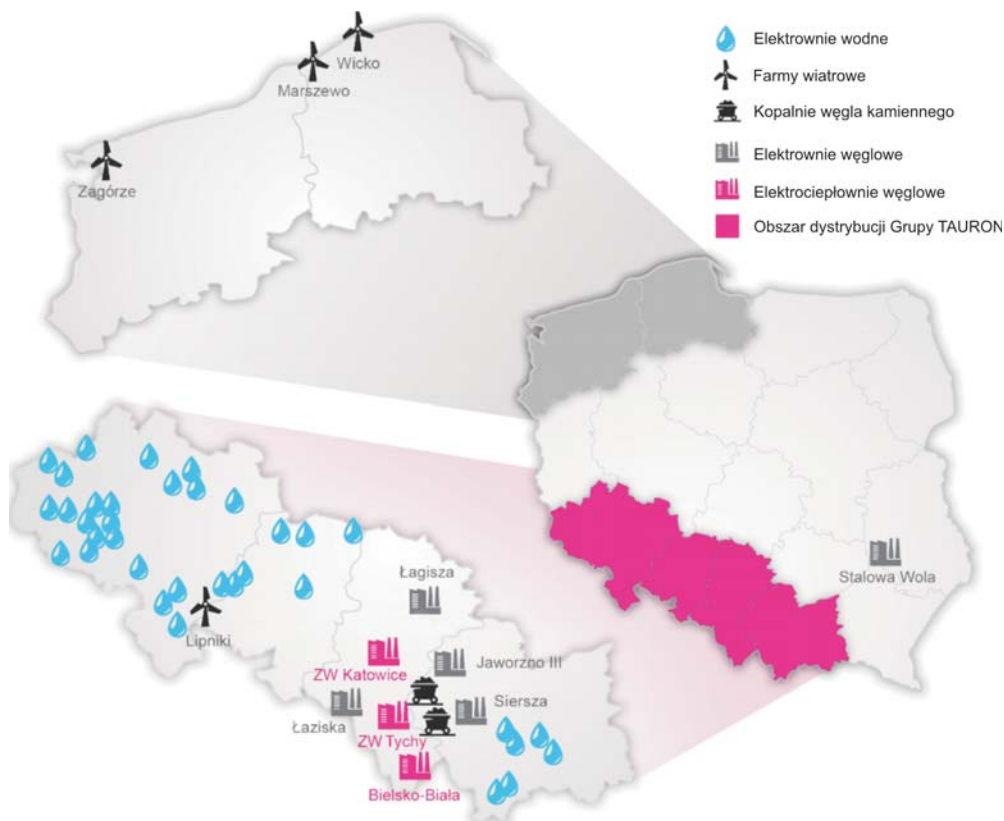 Elektrownie wodne
Farmy wiatrowe
Kopalnie węgla kamiennego
Elektrownie węglowe
Elektrociepłownie węglowe
Obszar dystrybucji Grupy TAURON
Wicko
Marszewo
Zagórze
Stalowa Wola
Łagisza
Lipniki
ZW Katowice
Jaworzno III
Siersza
Łaziska
ZW Tychy
Bielsko-Biała